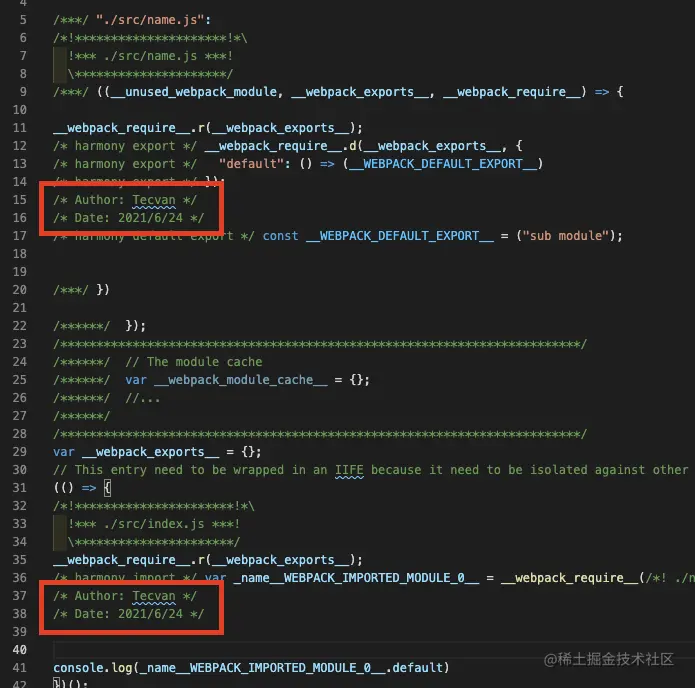 4
5 /***/ "./src/name.js":
6 /*!*********************!*\
7 !*** ./src/name.js ***!
8 \*********************/
9 /***/ ((__unused_webpack_module, __webpack_exports__, __webpack_require__) => {
10
11 __webpack_require__.r(__webpack_exports__);
12 /* harmony export */ __webpack_require__.d(__webpack_exports__, {
13 /* harmony export */   "default": () => (__WEBPACK_DEFAULT_EXPORT__)
14 /* harmony export */ });
15 /* Author: Tecvan */
16 /* Date: 2021/6/24 */
17 /* harmony default export */ const __WEBPACK_DEFAULT_EXPORT__ = ("sub module");
18
19
20 /***/ })
21
22 /******/  });
23 /************************************************************************/
24 /******/  // The module cache
25 /******/  var __webpack_module_cache__ = {};
26 /******/  //...
27 /******/
28 /************************************************************************/
29 var __webpack_exports__ = {};
30 // This entry need to be wrapped in an IIFE because it need to be isolated against other
31 (() => {
32 /*!**********************!*\
33 !*** ./src/index.js ***!
34 \**********************/
35 __webpack_require__.r(__webpack_exports__);
36 /* harmony import */ var _name__WEBPACK_IMPORTED_MODULE_0__ = __webpack_require__(/*! ./n
37 /* Author: Tecvan */
38 /* Date: 2021/6/24 */
39
40
41 console.log(_name__WEBPACK_IMPORTED_MODULE_0__.default)
42 })();
@稀土掘金技术社区